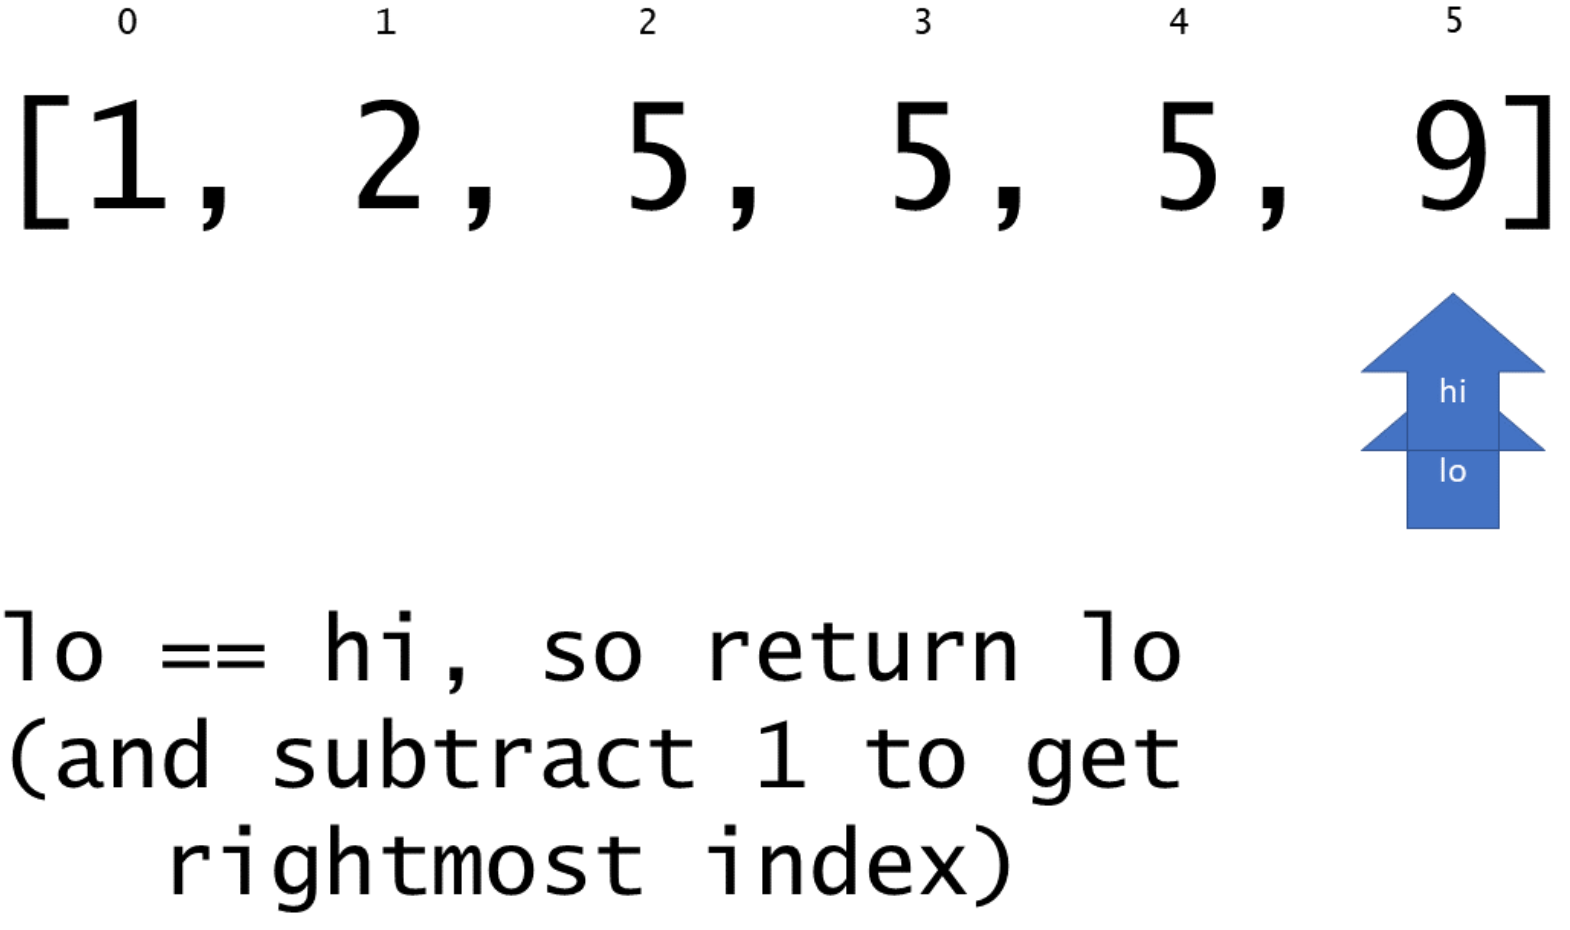 0 1 2 3 4 5
[1, 2, 5, 5, 5, 9]
hi
lo
lo == hi, so return lo
(and subtract 1 to get
rightmost index)